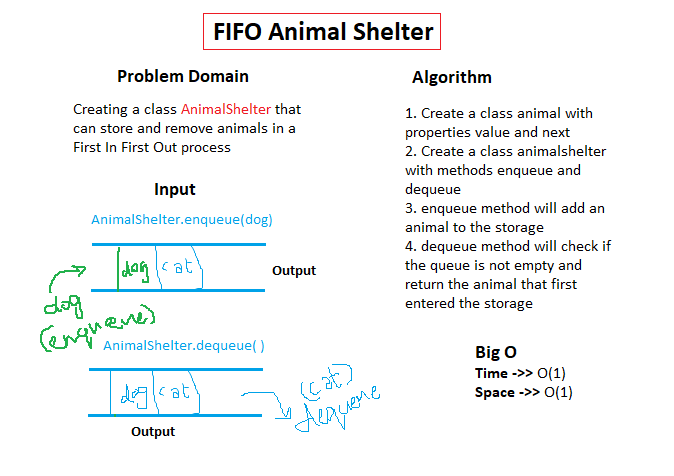 FIFO Animal Shelter
Problem Domain
Creating a class AnimalShelter that
can store and remove animals in a
First In First Out process
Input
AnimalShelter.enqueue(dog)
dog cat
Output
dog
(enqueue)
AnimalShelter.dequeue( )
dog cat
(cat)
dequeue
Output
Algorithm
1. Create a class animal with
properties value and next
2. Create a class animalshelter
with methods enqueue and
dequeue
3. enqueue method will add an
animal to the storage
4. dequeue method will check if
the queue is not empty and
return the animal that first
entered the storage
Big O
Time ->> O(1)
Space ->> O(1)